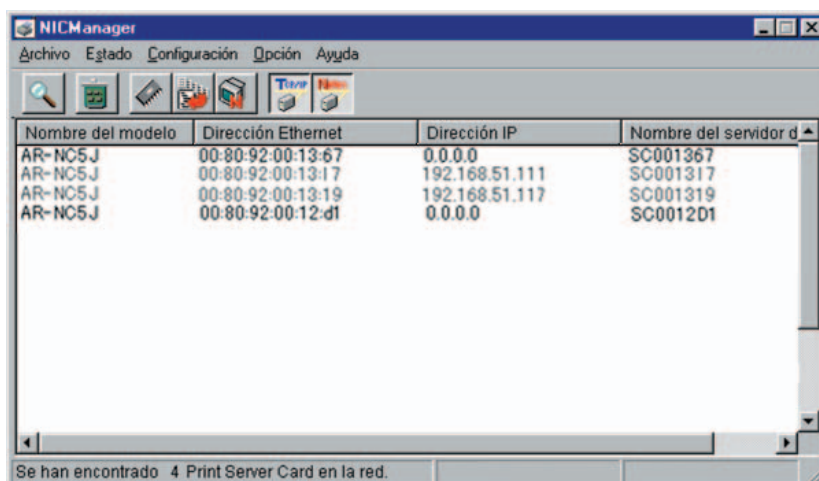 NICManager
Archivo Estado Configuración Opción Ayuda
Nombre del modelo Dirección Ethernet Dirección IP Nombre del servidor d
AR-NC5J 00:80:92:00:13:67 0.0.0.0 SC001367
AR-NC5J 00:80:92:00:13:17 192.168.51.111 SC001317
AR-NC5J 00:80:92:00:13:19 192.168.51.117 SC001319
AR-NC5J 00:80:92:00:12:d1 0.0.0.0 SC0012D1
Se han encontrado 4 Print Server Card en la red.